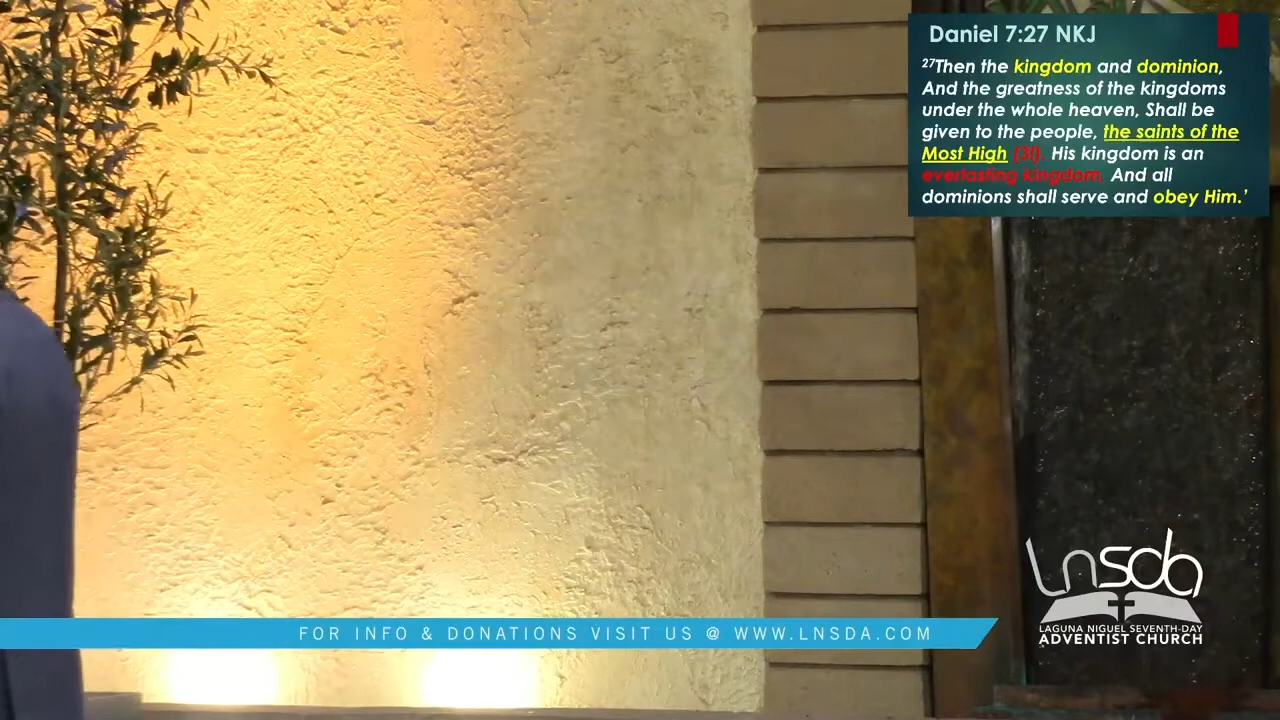 Daniel 7:27 NKJ
27Then the kingdom and dominion,
And the greatness of the kingdoms
under the whole heaven, Shall be
given to the people, the saints of the
Most High (3!). His kingdom is an
everlasting kingdom, And all
dominions shall serve and obey Him.’
FOR INFO & DONATIONS VISIT US @ WWW.LNSDA.COM
Lnsda
LAGUNA NIGUEL SEVENTH-DAY
ADVENTIST CHURCH